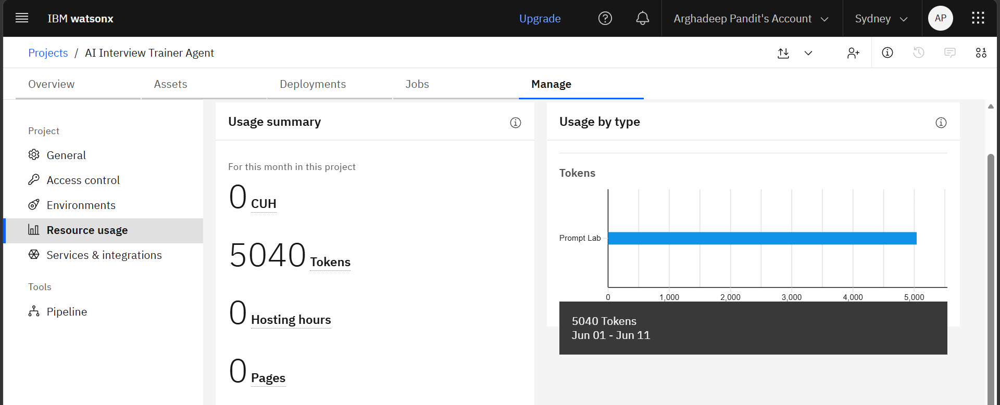 IBM watsonx
Upgrade
Arghadeep Pandit's Account
Sydney
AP
Projects / AI Interview Trainer Agent
Overview
Assets
Deployments
Jobs
Manage
Project
General
Access control
Environments
Resource usage
Services & integrations
Tools
Pipeline
Usage summary
For this month in this project
0 CUH
5040 Tokens
0 Hosting hours
0 Pages
Usage by type
Tokens
Prompt Lab
0 1,000 2,000 3,000 4,000 5,000
5040 Tokens
Jun 01 - Jun 11